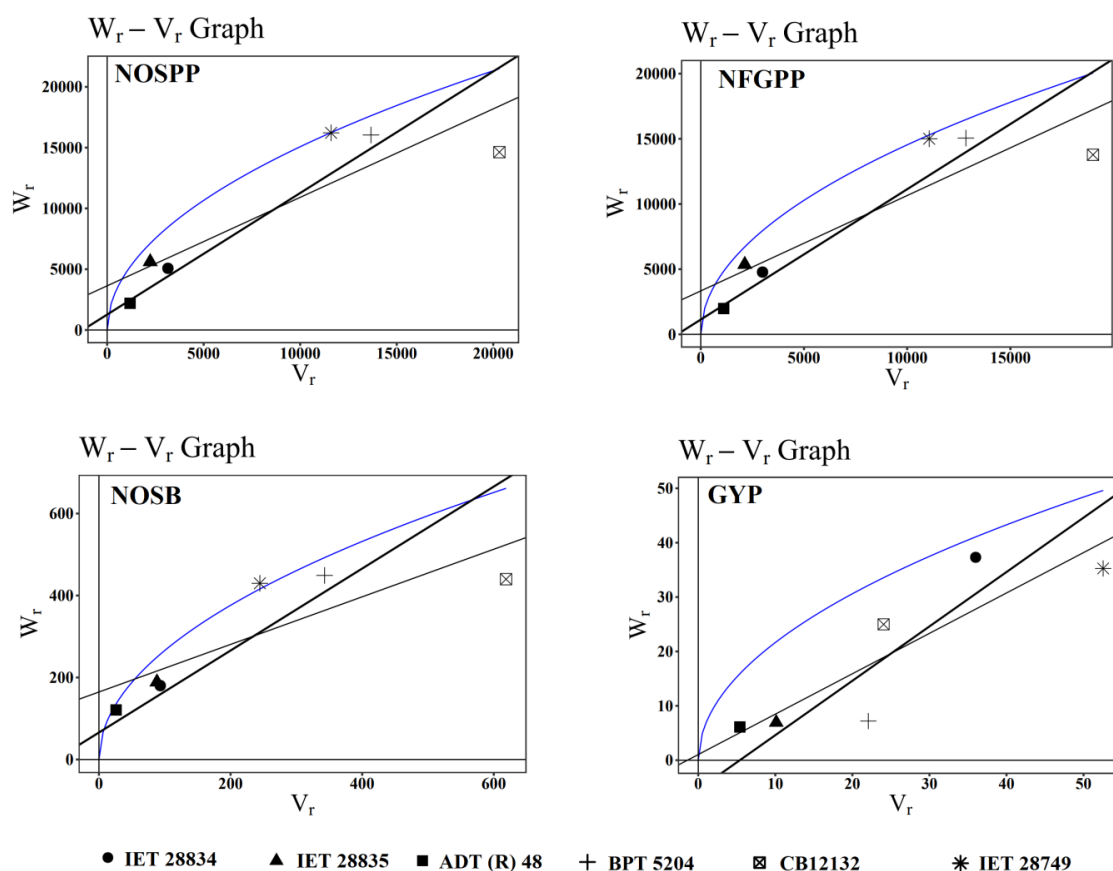 Wr – Vr Graph
NOSPP
Wr
20000
15000
10000
5000
0
0 5000 10000 15000 20000
Vr
Wr – Vr Graph
NFGPP
Wr
20000
15000
10000
5000
0
0 5000 10000 15000
Vr
Wr – Vr Graph
NOSB
Wr
600
400
200
0
0 200 400 600
Vr
Wr – Vr Graph
GYP
Wr
50
40
30
20
10
0
0 10 20 30 40 50
Vr
IET 28834 IET 28835 ADT (R) 48 BPT 5204 CB12132 IET 28749